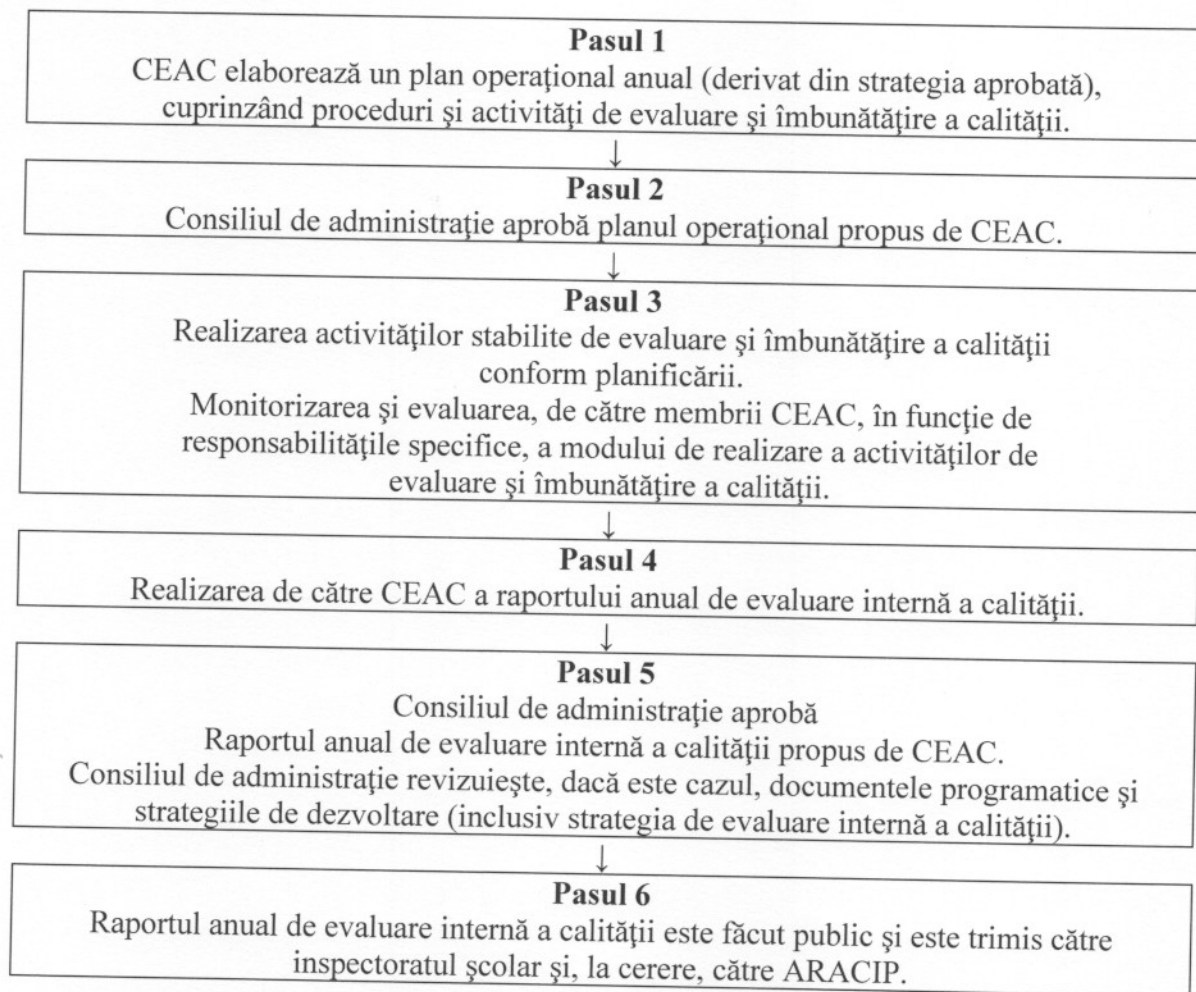 Pasul 1
CEAC elaborează un plan operaţional anual (derivat din strategia aprobată),
cuprinzând proceduri şi activităţi de evaluare şi îmbunătăţire a calităţii.
↓
Pasul 2
Consiliul de administraţie aprobă planul operaţional propus de CEAC.
↓
Pasul 3
Realizarea activităţilor stabilite de evaluare şi îmbunătăţire a calităţii
conform planificării.
Monitorizarea şi evaluarea, de către membrii CEAC, în funcţie de
responsabilităţile specifice, a modului de realizare a activităţilor de
evaluare şi îmbunătăţire a calităţii.
↓
Pasul 4
Realizarea de către CEAC a raportului anual de evaluare internă a calităţii.
↓
Pasul 5
Consiliul de administraţie aprobă
Raportul anual de evaluare internă a calităţii propus de CEAC.
Consiliul de administraţie revizuieşte, dacă este cazul, documentele programatice şi
strategiile de dezvoltare (inclusiv strategia de evaluare internă a calităţii).
↓
Pasul 6
Raportul anual de evaluare internă a calităţii este făcut public şi este trimis către
inspectoratul şcolar şi, la cerere, către ARACIP.